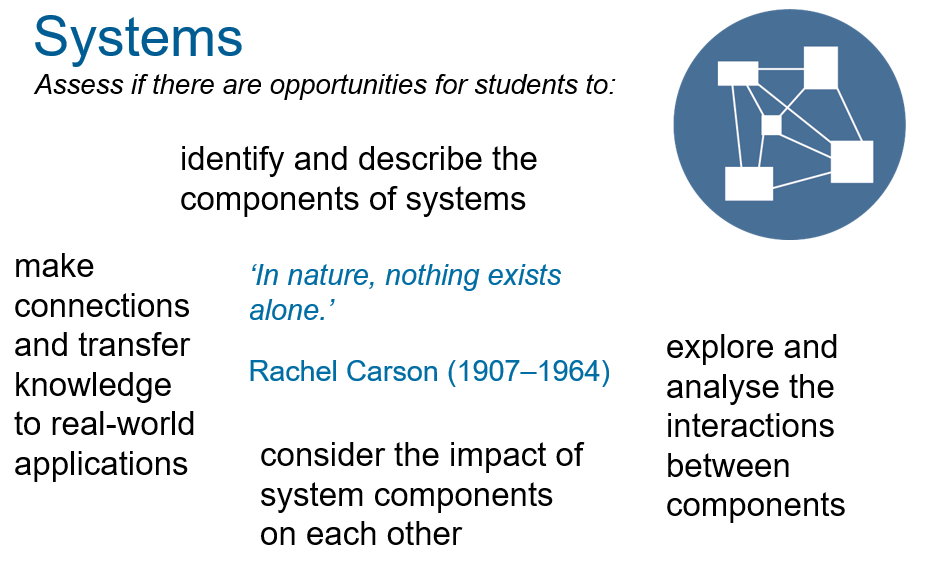 Systems
Assess if there are opportunities for students to:
identify and describe the
components of systems
make
connections
and transfer
knowledge
to real-world
applications
‘In nature, nothing exists
alone.’
Rachel Carson (1907–1964)
consider the impact of
system components
on each other
explore and
analyse the
interactions
between
components